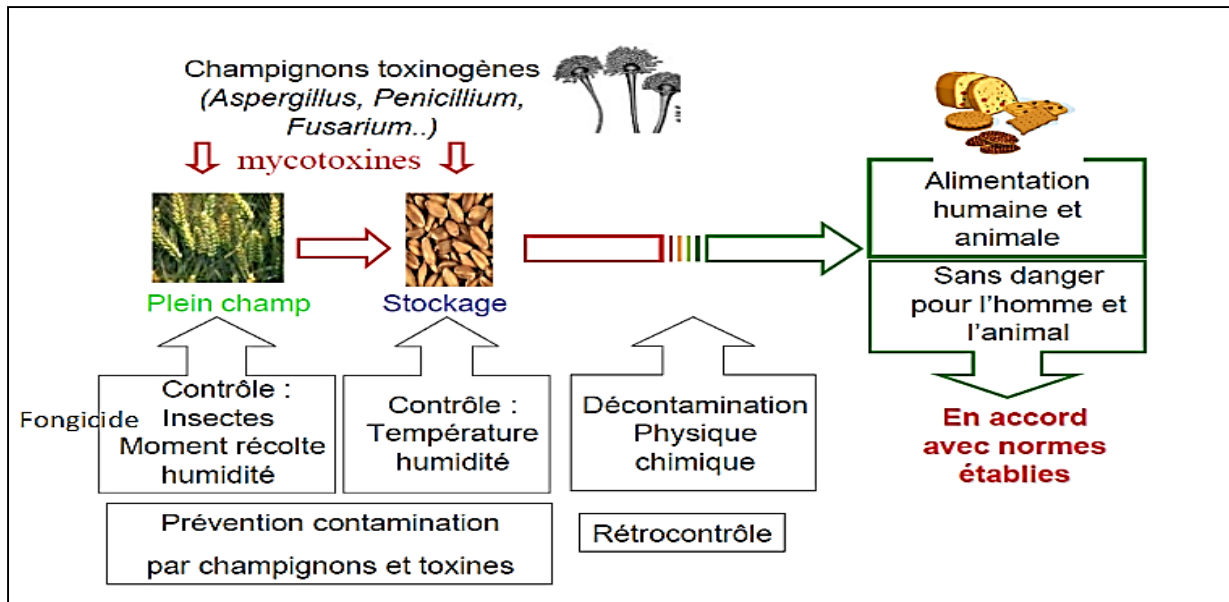 Champignons toxinogènes
(Aspergillus, Penicillium,
Fusarium..)
mycotoxines
Plein champ
Stockage
Alimentation
humaine et
animale
Sans danger
pour l'homme et
l'animal
En accord
avec normes
établies
Fongicide
Contrôle :
Insectes
Moment récolte
humidité
Contrôle :
Température
humidité
Décontamination
Physique
chimique
Prévention contamination
par champignons et toxines
Rétrocontrôle